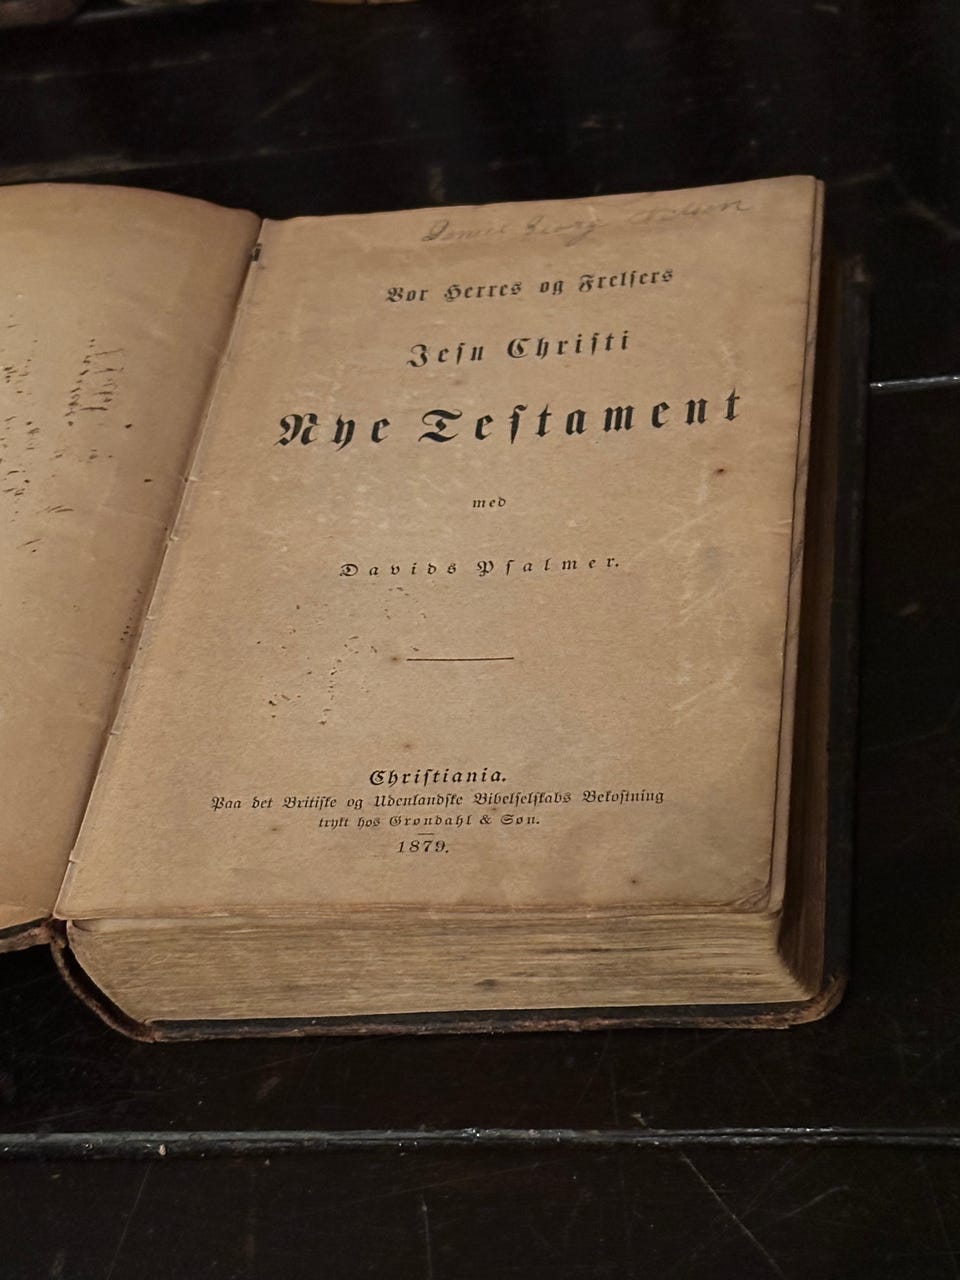 Vor Herres og Frelsers
Jesu Christi
Nye Testament
med
Davids Psalmer.
Christiania.
Paa det Britiske og Udenlandske Bibelselskabs Bekostning
trykt hos Grøndahl & Søn.
1879.